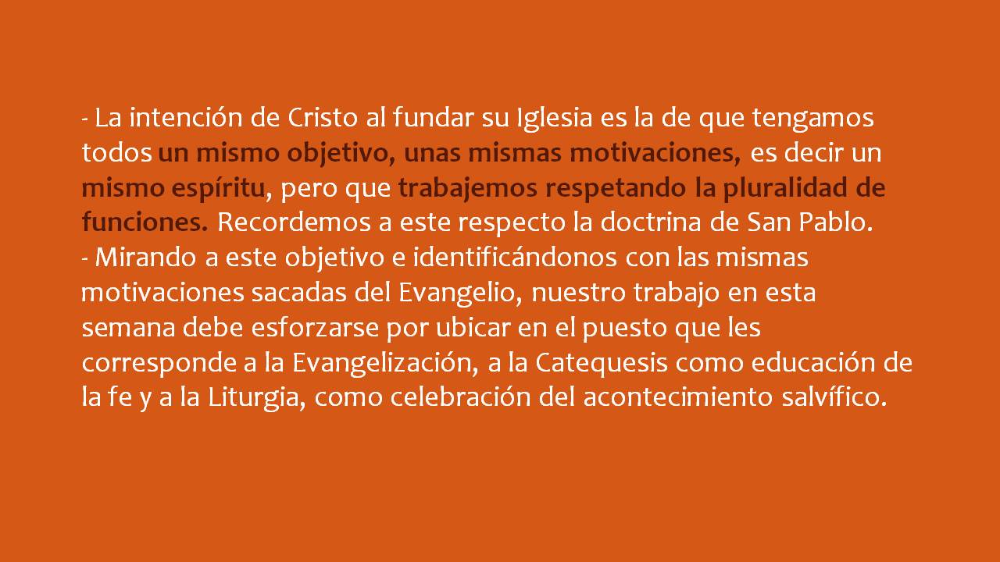 - La intención de Cristo al fundar su Iglesia es la de que tengamos
todos un mismo objetivo, unas mismas motivaciones, es decir un
mismo espíritu, pero que trabajemos respetando la pluralidad de
funciones. Recordemos a este respecto la doctrina de San Pablo.
- Mirando a este objetivo e identificándonos con las mismas
motivaciones sacadas del Evangelio, nuestro trabajo en esta
semana debe esforzarse por ubicar en el puesto que les
corresponde a la Evangelización, a la Catequesis como educación de
la fe y a la Liturgia, como celebración del acontecimiento salvífico.